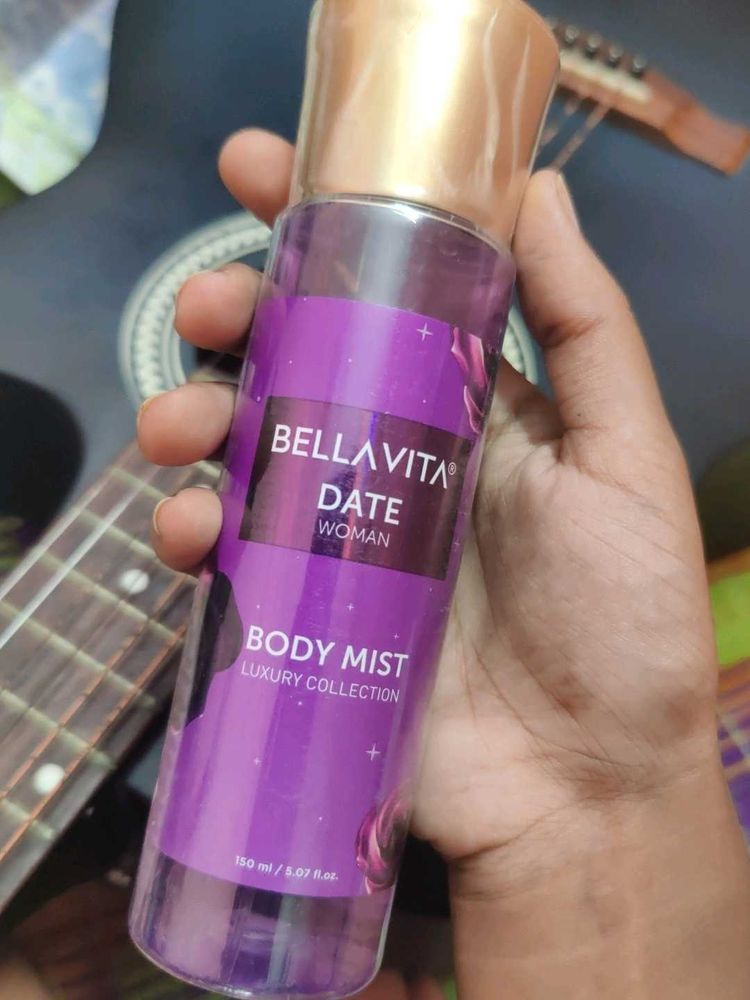 BELLAVITA®
DATE
WOMAN
BODY MIST
LUXURY COLLECTION
150 ml / 5.07 fl.oz.